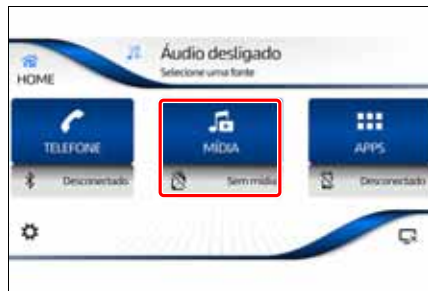 Áudio desligado
Selecione uma fonte
HOME
TELEFONE
MÍDIA
APPS
Desconectado
Sem mídia
Desconectado